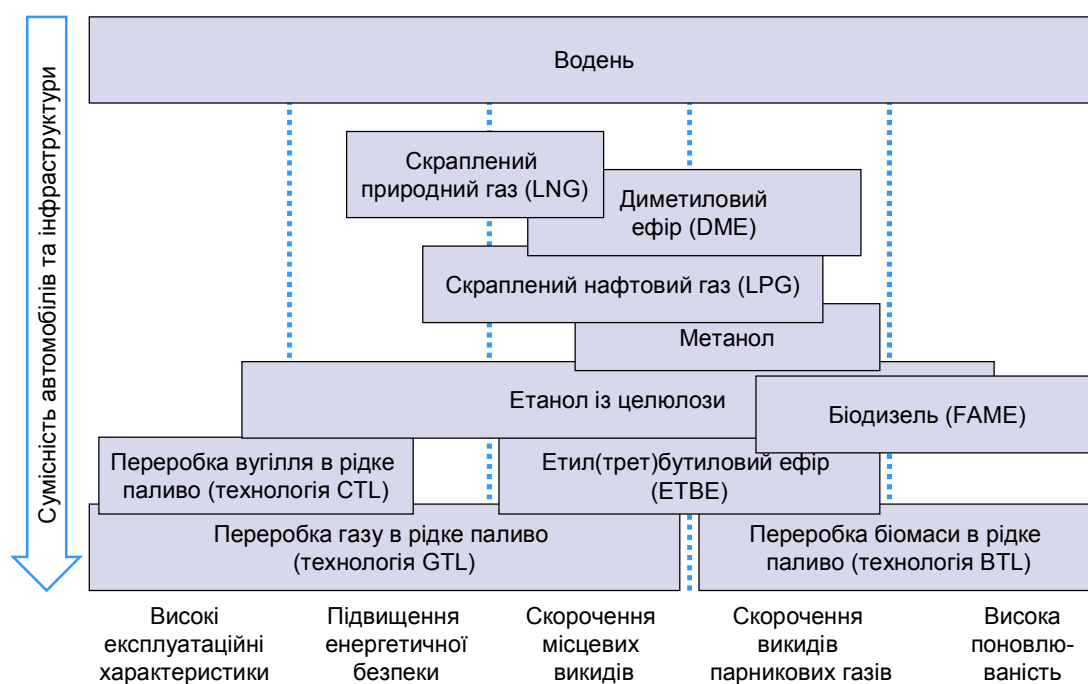 Сумісність автомобілів та інфраструктури
Водень
Скраплений
природний газ (LNG)
Диметиловий
ефір (DME)
Скраплений нафтовий газ (LPG)
Метанол
Етанол із целюлози
Біодизель (FAME)
Переробка вугілля в рідке
паливо (технологія CTL)
Етил(трет)бутиловий ефір
(ETBE)
Переробка газу в рідке паливо
(технологія GTL)
Переробка біомаси в рідке
паливо (технологія BTL)
Високі
експлуатаційні
характеристики
Підвищення
енергетичної
безпеки
Скорочення
місцевих
викидів
Скорочення
викидів
парникових газів
Висока
поновлю-
ваність